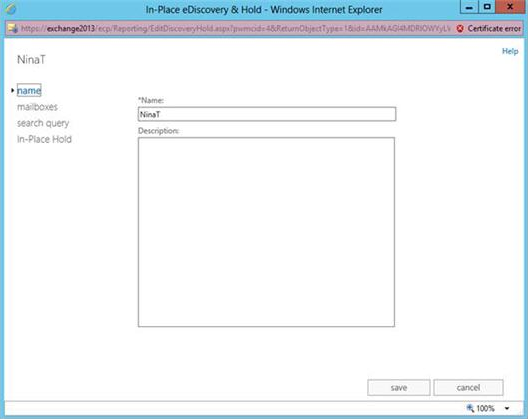 In-Place eDiscovery & Hold - Windows Internet Explorer
https://exchange2013/ecp/Reporting/EditDiscoveryHold.aspx?pwmcid=4&ReturnObjectType=1&id=
Certificate error
Help
NinaT
name
mailboxes
search query
In-Place Hold
*Name:
NinaT
Description:
save
cancel
100%